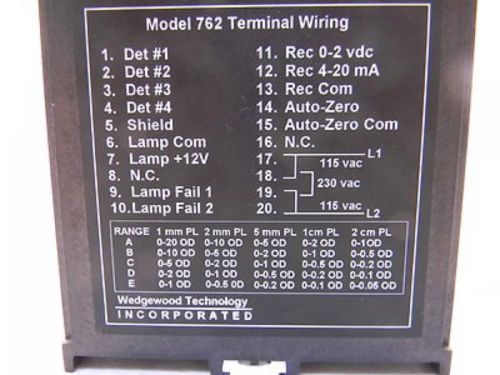 Model 762 Terminal Wiring
1. Det #1
2. Det #2
3. Det #3
4. Det #4
5. Shield
6. Lamp Com
7. Lamp +12V
8. N.C.
9. Lamp Fail 1
10. Lamp Fail 2
11. Rec 0-2 vdc
12. Rec 4-20 mA
13. Rec Com
14. Auto-Zero
15. Auto-Zero Com
16. N.C.
17. L1
115 vac
18.
230 vac
19.
115 vac
20. L2
RANGE 1 mm PL 2 mm PL 5 mm PL 1cm PL 2 cm PL
A 0-20 OD 0-10 OD 0-5 OD 0-2 OD 0-1OD
B 0-10 OD 0-5 OD 0-2 OD 0-1 OD 0-0.5 OD
C 0-5 OD 0-2 OD 0-1 OD 0-0.5 OD 0-0.2 OD
D 0-2 OD 0-1 OD 0-0.5 OD 0-0.2 OD 0-0.1 OD
E 0-1 OD 0-0.5 OD 0-0.2 OD 0-0.1 OD 0-0.05 OD
Wedgewood Technology
INCORPORATED